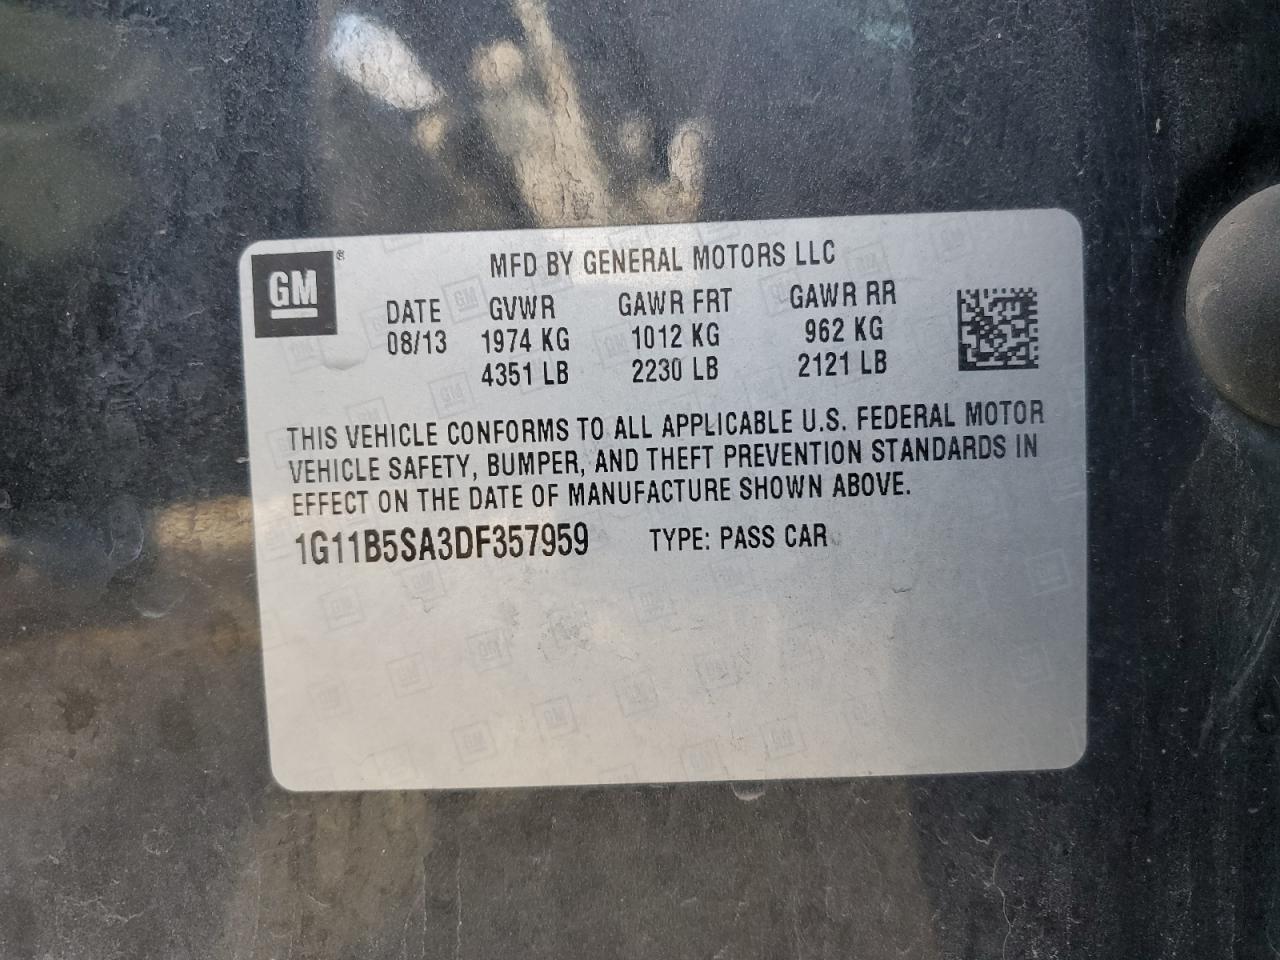 GM ®
MFD BY GENERAL MOTORS LLC
DATE GVWR GAWR FRT GAWR RR
08/13 1974 KG 1012 KG 962 KG
4351 LB 2230 LB 2121 LB
THIS VEHICLE CONFORMS TO ALL APPLICABLE U.S. FEDERAL MOTOR
VEHICLE SAFETY, BUMPER, AND THEFT PREVENTION STANDARDS IN
EFFECT ON THE DATE OF MANUFACTURE SHOWN ABOVE.
1G11B5SA3DF357959 TYPE: PASS CAR